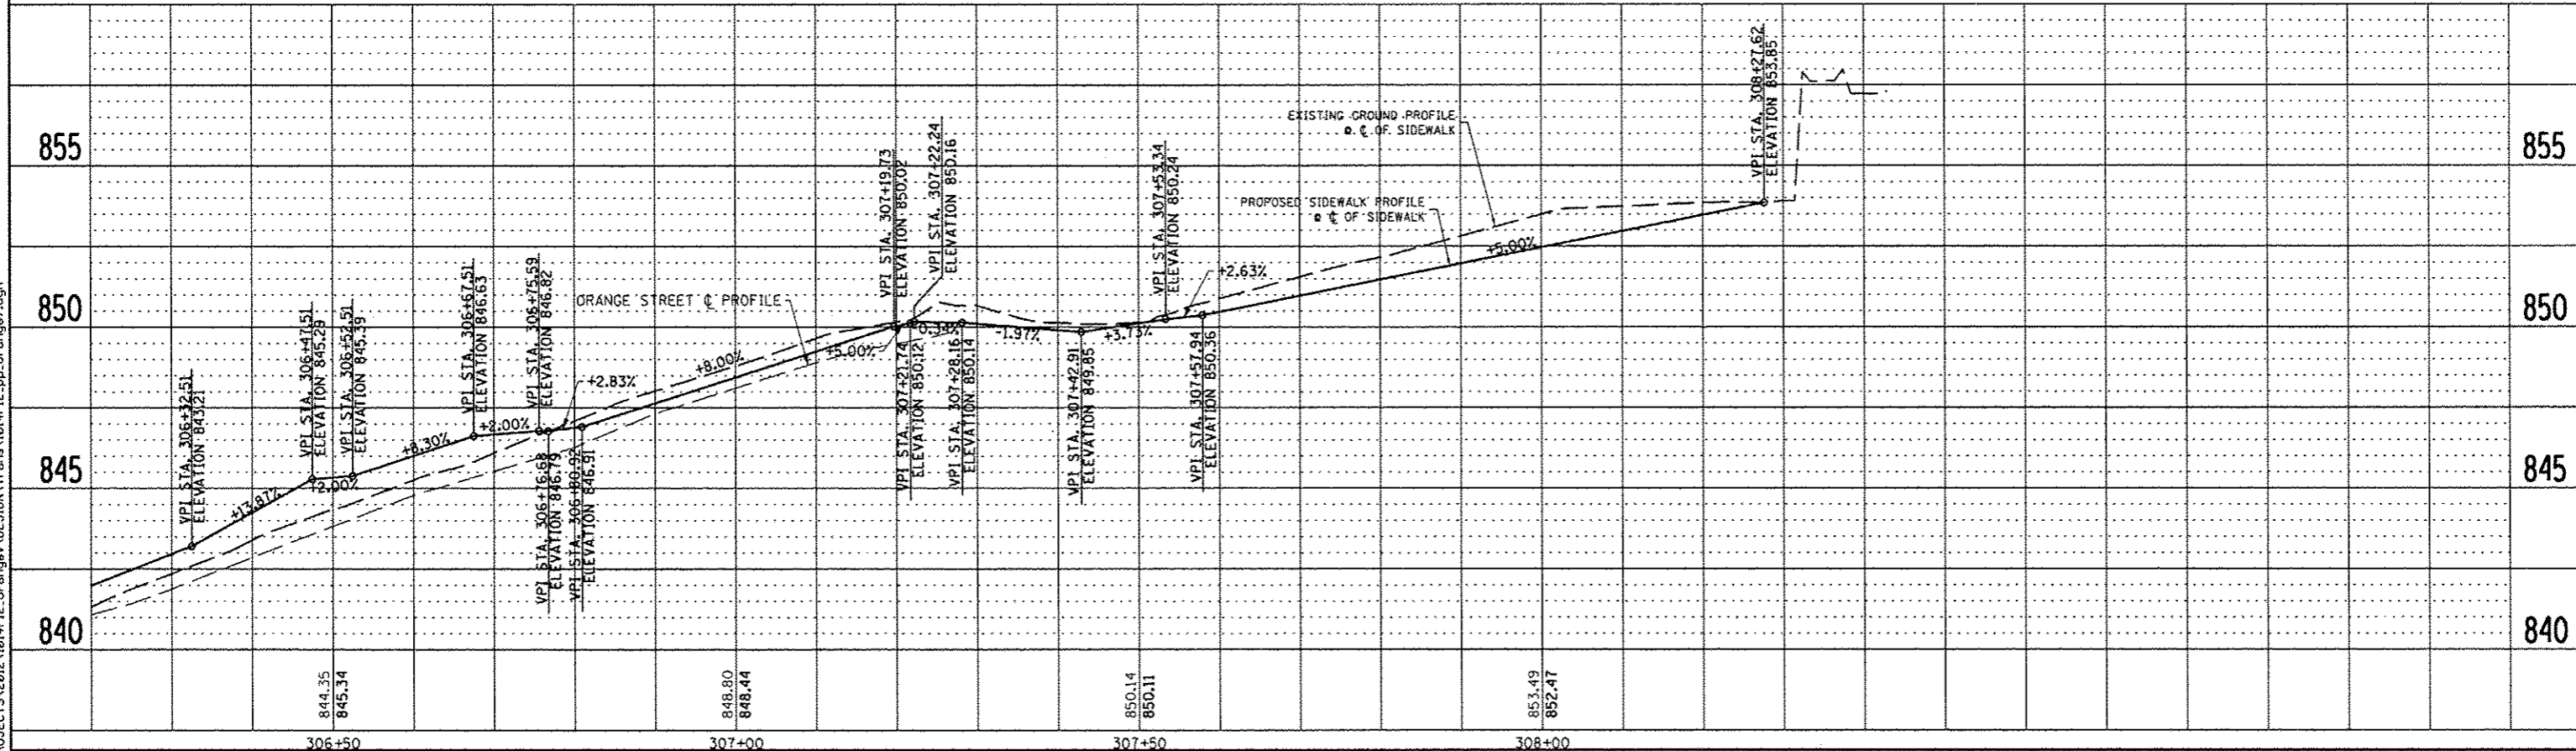 855
850
845
840
855
850
845
840
VPI STA. 306+32.51
ELEVATION 843.21
+13.87%
VPI STA. 306+47.51
ELEVATION 845.29
+2.00%
VPI STA. 306+52.51
ELEVATION 845.39
+8.30%
VPI STA. 306+67.51
ELEVATION 846.63
+2.00%
VPI STA. 306+75.59
ELEVATION 846.82
VPI STA. 306+76.68
ELEVATION 846.79
+2.83%
VPI STA. 306+80.92
ELEVATION 846.91
ORANGE STREET ℄ PROFILE
+8.00%
+5.00%
VPI STA. 307+19.73
ELEVATION 850.02
VPI STA. 307+21.74
ELEVATION 850.12
VPI STA. 307+22.24
ELEVATION 850.16
0.34%
VPI STA. 307+28.16
ELEVATION 850.14
-1.97%
VPI STA. 307+42.91
ELEVATION 849.85
+3.73%
VPI STA. 307+53.34
ELEVATION 850.24
+2.63%
VPI STA. 307+57.94
ELEVATION 850.36
EXISTING GROUND PROFILE
@ ℄ OF SIDEWALK
PROPOSED SIDEWALK PROFILE
@ ℄ OF SIDEWALK
+5.00%
VPI STA. 308+27.62
ELEVATION 853.85
844.35
845.34
848.80
848.44
850.14
850.11
853.49
852.47
306+50
307+00
307+50
308+00